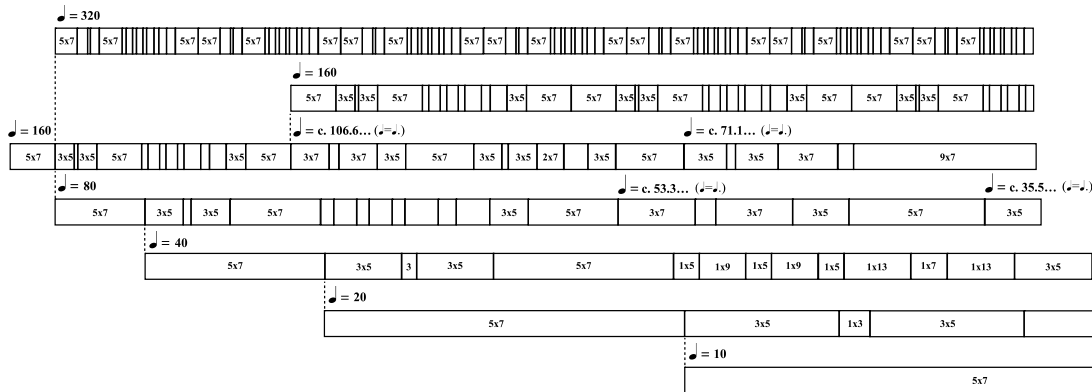 ♩ = 320
5x7 5x7 5x7 5x7 5x7 5x7 5x7 5x7 5x7 5x7 5x7 5x7 5x7 5x7 5x7 5x7 5x7 5x7 5x7 5x7
♩ = 160
5x7 3x5 3x5 5x7 3x5 5x7 5x7 3x5 3x5 5x7 3x5 5x7 5x7 3x5 3x5 5x7
♩ = 160 ♩ = c. 106.6… (♩=♩.) ♩ = c. 71.1… (♩=♩.)
5x7 3x5 3x5 5x7 3x5 5x7 3x7 3x7 3x5 5x7 3x5 3x5 2x7 3x5 5x7 3x5 3x5 3x7 9x7
♩ = 80 ♩ = c. 53.3… (♩=♩.) ♩ = c. 35.5… (♩=♩.)
5x7 3x5 3x5 5x7 3x5 5x7 3x7 3x7 3x5 5x7 3x5
♩ = 40
5x7 3x5 3 3x5 5x7 1x5 1x9 1x5 1x9 1x5 1x13 1x7 1x13 3x5
♩ = 20
5x7 3x5 1x3 3x5
♩ = 10
5x7